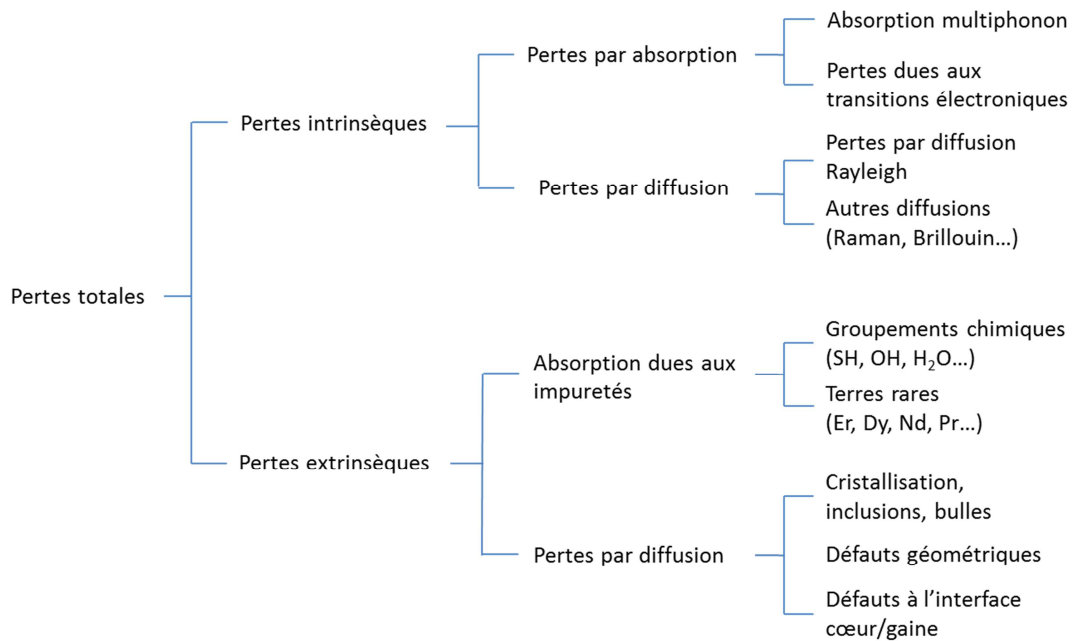 Absorption multiphonon
Pertes par absorption
Pertes dues aux
transitions électroniques
Pertes intrinsèques
Pertes par diffusion
Rayleigh
Pertes par diffusion
Autres diffusions
(Raman, Brillouin...)
Pertes totales
Groupements chimiques
(SH, OH, H₂O...)
Absorption dues aux
impuretés
Terres rares
(Er, Dy, Nd, Pr...)
Pertes extrinsèques
Cristallisation,
inclusions, bulles
Pertes par diffusion
Défauts géométriques
Défauts à l’interface
cœur/gaine